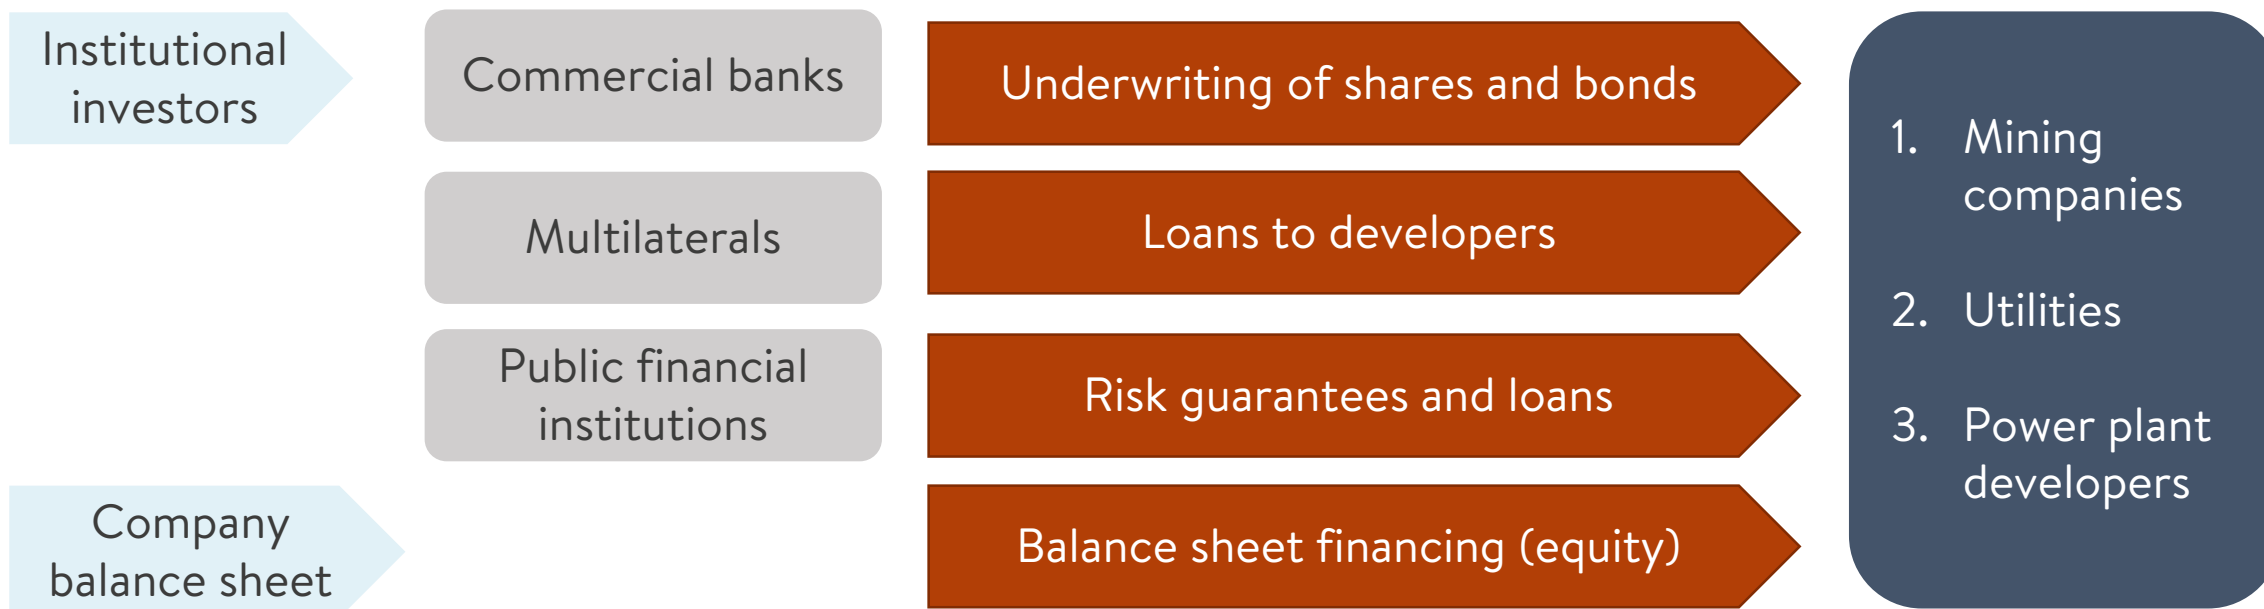 Institutional
investors
Commercial banks
Underwriting of shares and bonds
Multilaterals
Loans to developers
Public financial
institutions
Risk guarantees and loans
Company
balance sheet
Balance sheet financing (equity)
1. Mining
companies
2. Utilities
3. Power plant
developers